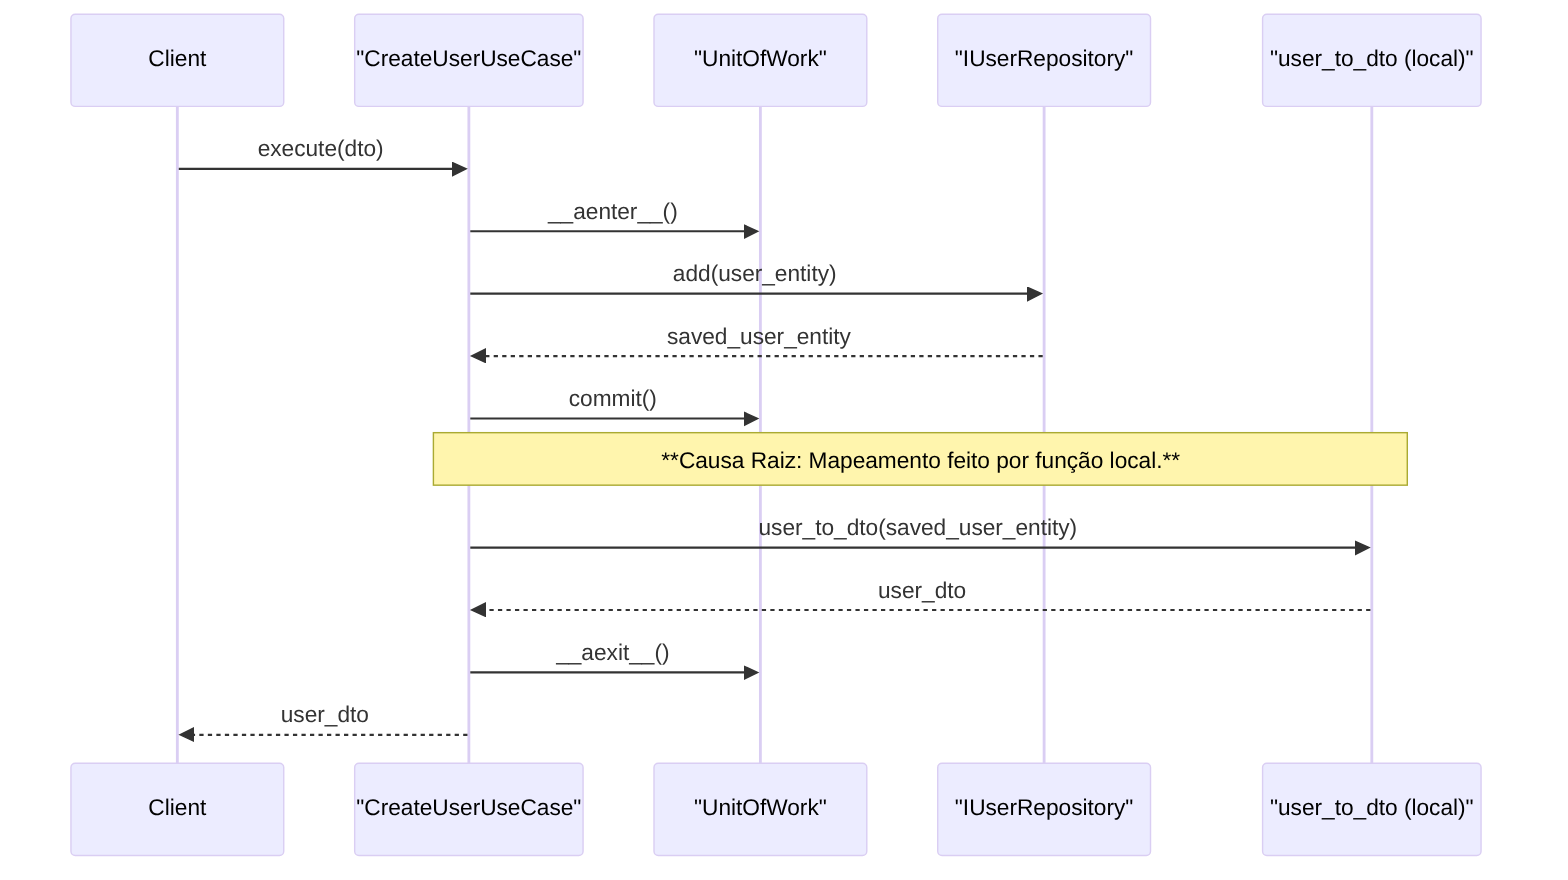 Client
"CreateUserUseCase"
"UnitOfWork"
"IUserRepository"
"user_to_dto (local)"
execute(dto)
__aenter__()
add(user_entity)
saved_user_entity
commit()
**Causa Raiz: Mapeamento feito por função local.**
user_to_dto(saved_user_entity)
user_dto
__aexit__()
user_dto
Client
"CreateUserUseCase"
"UnitOfWork"
"IUserRepository"
"user_to_dto (local)"